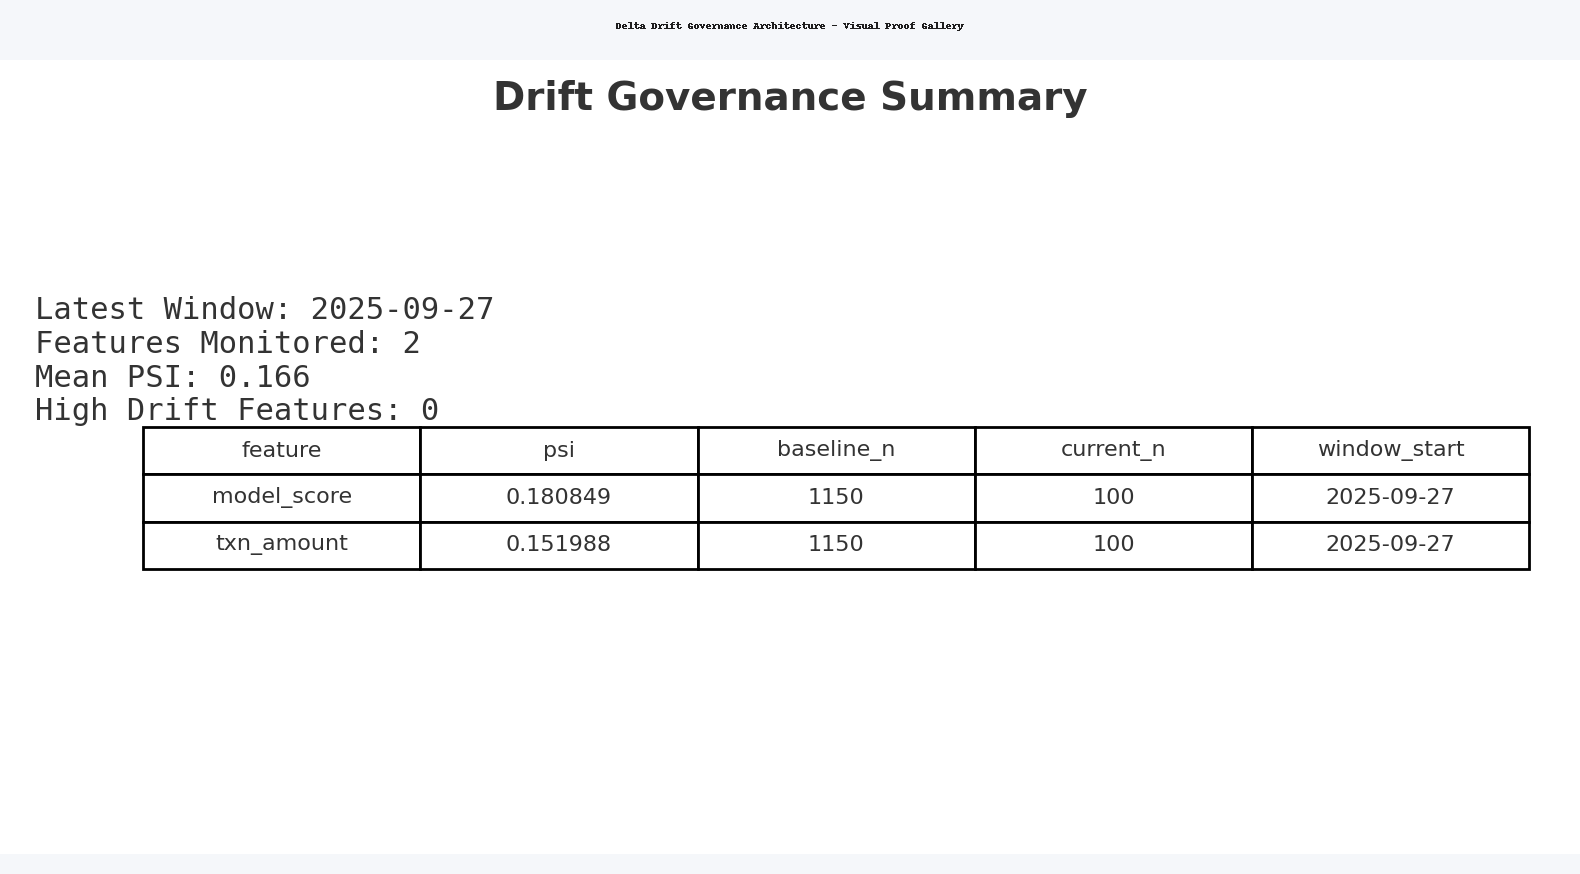 Delta Drift Governance Architecture - Visual Proof Gallery
Drift Governance Summary
Latest Window: 2025-09-27
Features Monitored: 2
Mean PSI: 0.166
High Drift Features: 0
feature psi baseline_n current_n window_start
model_score 0.180849 1150 100 2025-09-27
txn_amount 0.151988 1150 100 2025-09-27